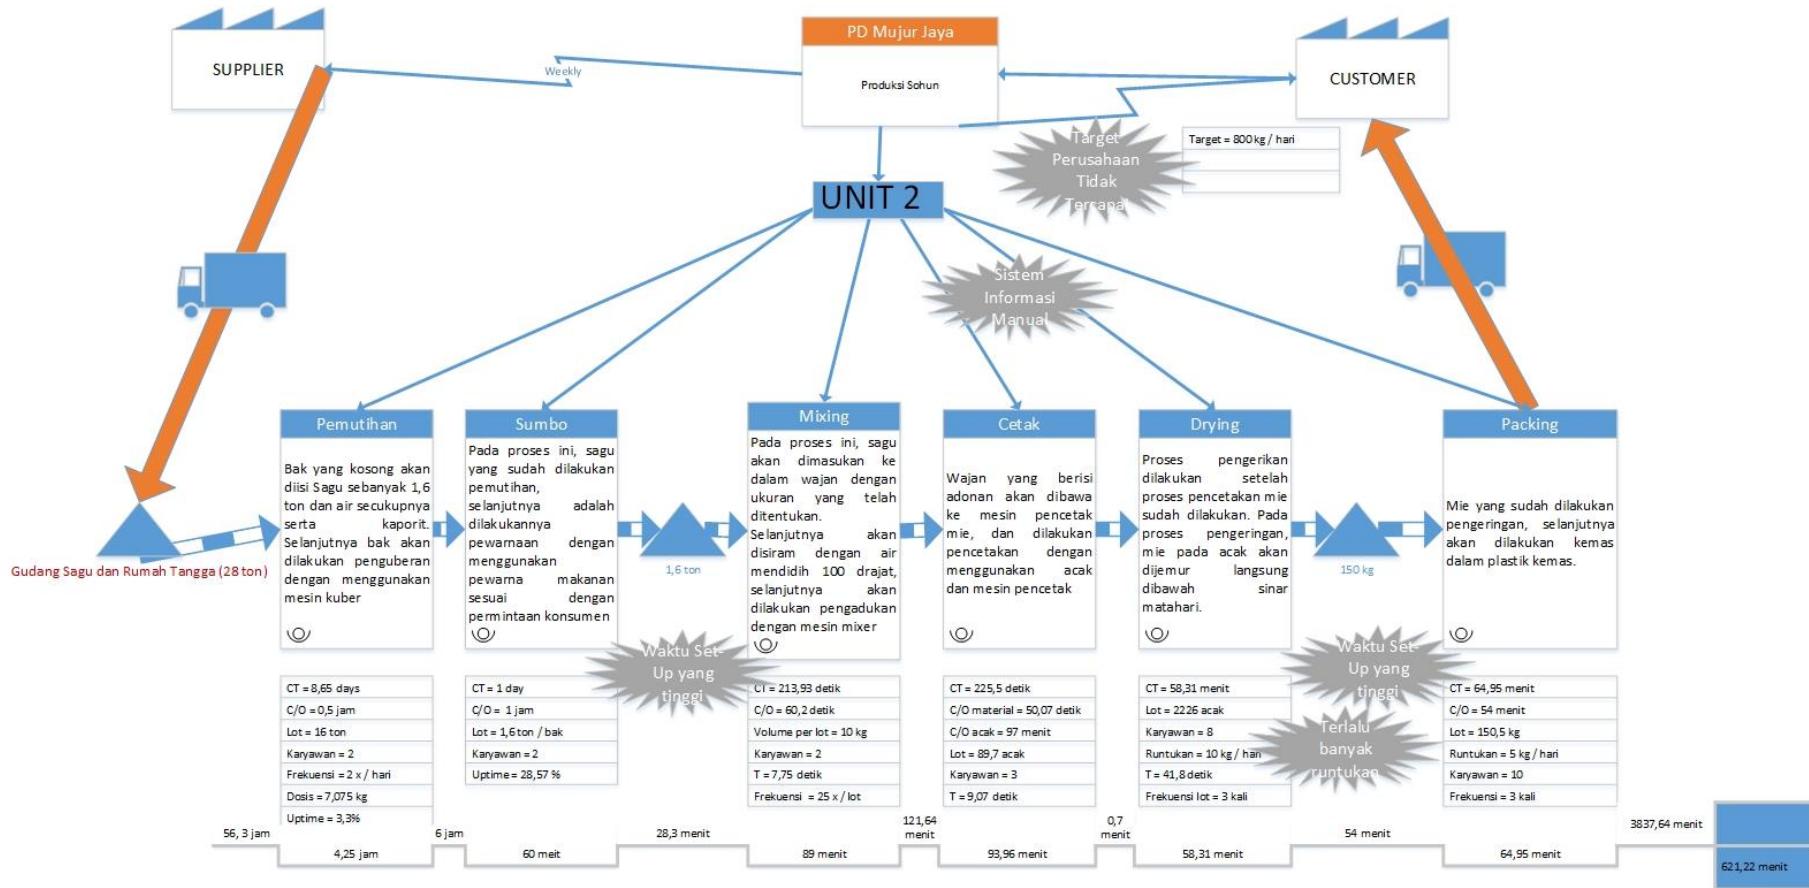 SUPPLIER
Weekly
PD Mujur Jaya
Produksi Sohun
CUSTOMER
Target
Perusahaan
Tidak
Tercapai
Target = 800 kg / hari
UNIT 2
Sistem
Informasi
Manual
Gudang Sagu dan Rumah Tangga (28 ton)
Pemutihan
Bak yang kosong akan
diisi Sagu sebanyak 1,6
ton dan air secukupnya
serta kaporit.
Selanjutnya bak akan
dilakukan penguberan
dengan menggunakan
mesin kuber
Sumbo
Pada proses ini, sagu
yang sudah dilakukan
pemutihan,
selanjutnya adalah
dilakukannya
pewarnaan dengan
menggunakan
pewarna makanan
sesuai dengan
permintaan konsumen
1,6 ton
Mixing
Pada proses ini, sagu
akan dimasukan ke
dalam wajan dengan
ukuran yang telah
ditentukan.
Selanjutnya akan
disiram dengan air
mendidih 100 drajat,
selanjutnya akan
dilakukan pengadukan
dengan mesin mixer
Cetak
Wajan yang berisi
adonan akan dibawa
ke mesin pencetak
mie, dan dilakukan
pencetakan dengan
menggunakan acak
dan mesin pencetak
Drying
Proses pengerikan
dilakukan setelah
proses pencetakan mie
sudah dilakukan. Pada
proses pengeringan,
mie pada acak akan
dijemur langsung
dibawah sinar
matahari.
150 kg
Packing
Mie yang sudah dilakukan
pengeringan, selanjutnya
akan dilakukan kemas
dalam plastik kemas.
Waktu Set-
Up yang
tinggi
Waktu Set-
Up yang
tinggi
Terlalu
banyak
runtukan
CT = 8,65 days
C/O = 0,5 jam
Lot = 16 ton
Karyawan = 2
Frekuensi = 2 x / hari
Dosis = 7,075 kg
Uptime = 3,3%
CT = 1 day
C/O = 1 jam
Lot = 1,6 ton / bak
Karyawan = 2
Uptime = 28,57 %
CT = 213,93 detik
C/O = 60,2 detik
Volume per lot = 10 kg
Karyawan = 2
T = 7,75 detik
Frekuensi = 25 x / lot
CT = 225,5 detik
C/O material = 50,07 detik
C/O acak = 97 menit
Lot = 89,7 acak
Karyawan = 3
T = 9,07 detik
CT = 58,31 menit
Lot = 2226 acak
Karyawan = 8
Runtukan = 10 kg / hari
T = 41,8 detik
Frekuensi lot = 3 kali
CT = 64,95 menit
C/O = 54 menit
Lot = 150,5 kg
Runtukan = 5 kg / hari
Karyawan = 10
Frekuensi = 3 kali
56, 3 jam
4,25 jam
6 jam
60 meit
28,3 menit
89 menit
121,64
menit
93,96 menit
0,7
menit
58,31 menit
54 menit
64,95 menit
3837,64 menit
621,22 menit